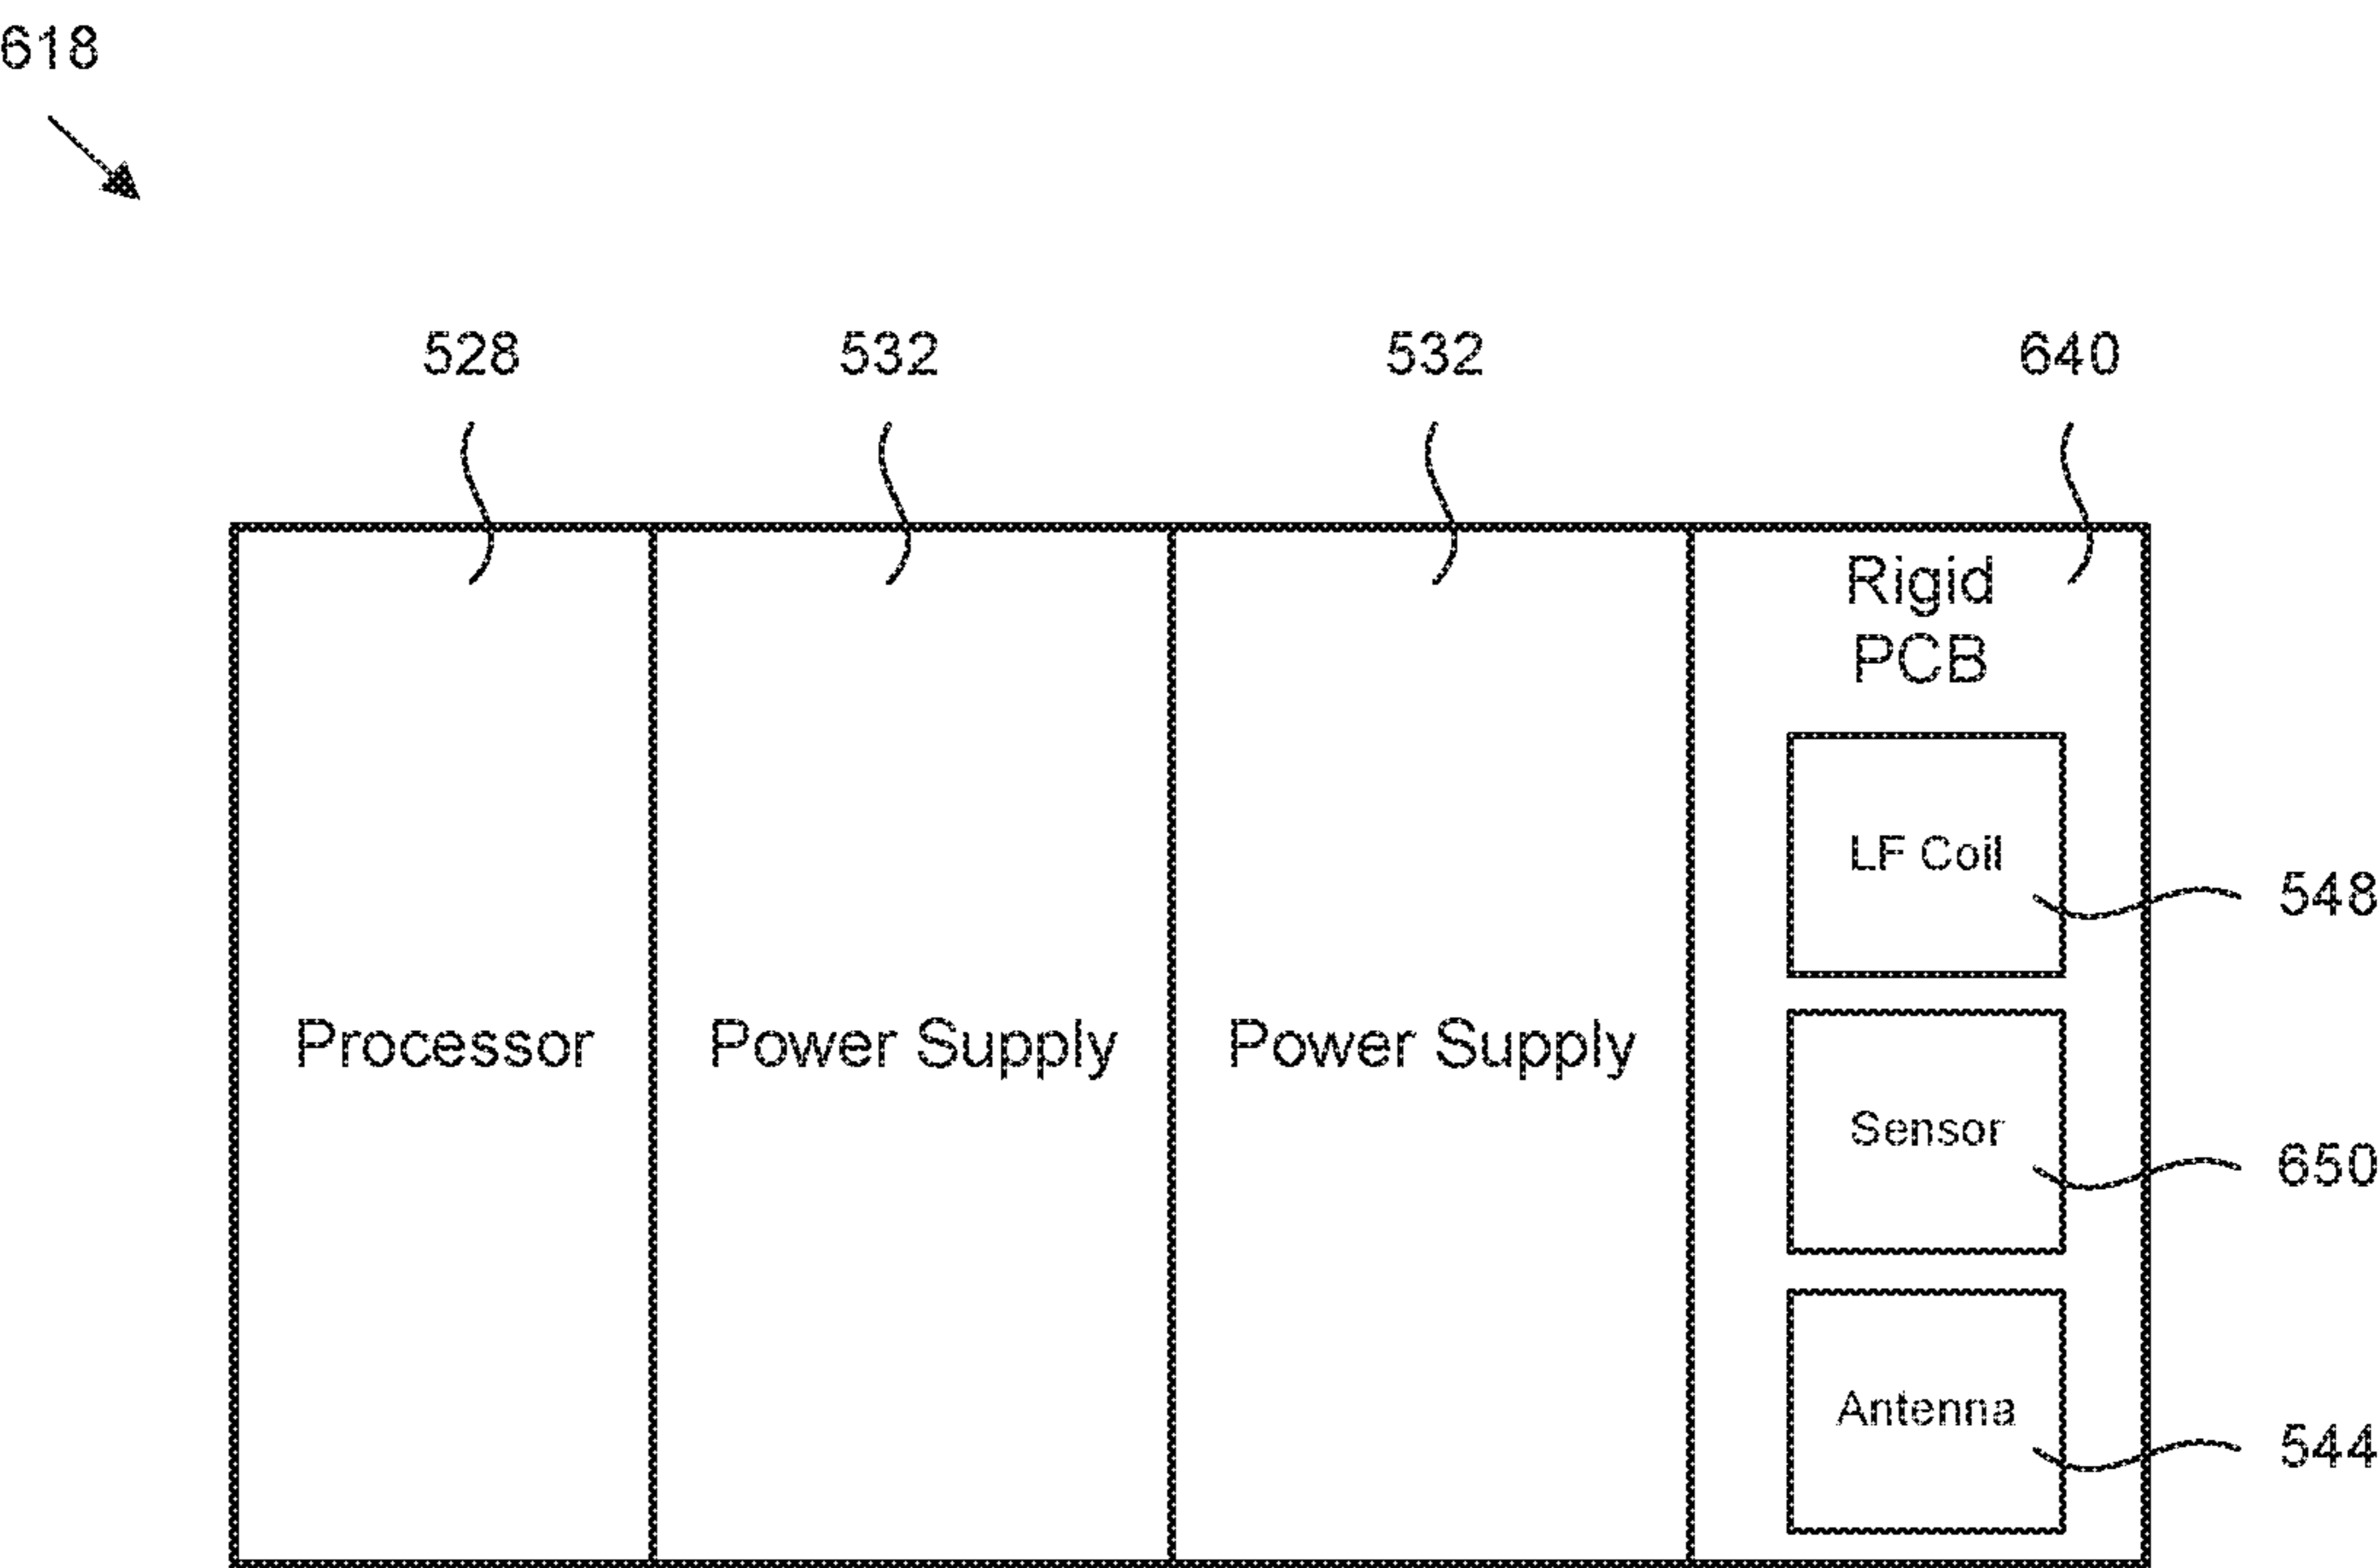 618
528
532
532
640
Rigid
PCB
LF Coil
548
Processor
Power Supply
Power Supply
Sensor
650
Antenna
544